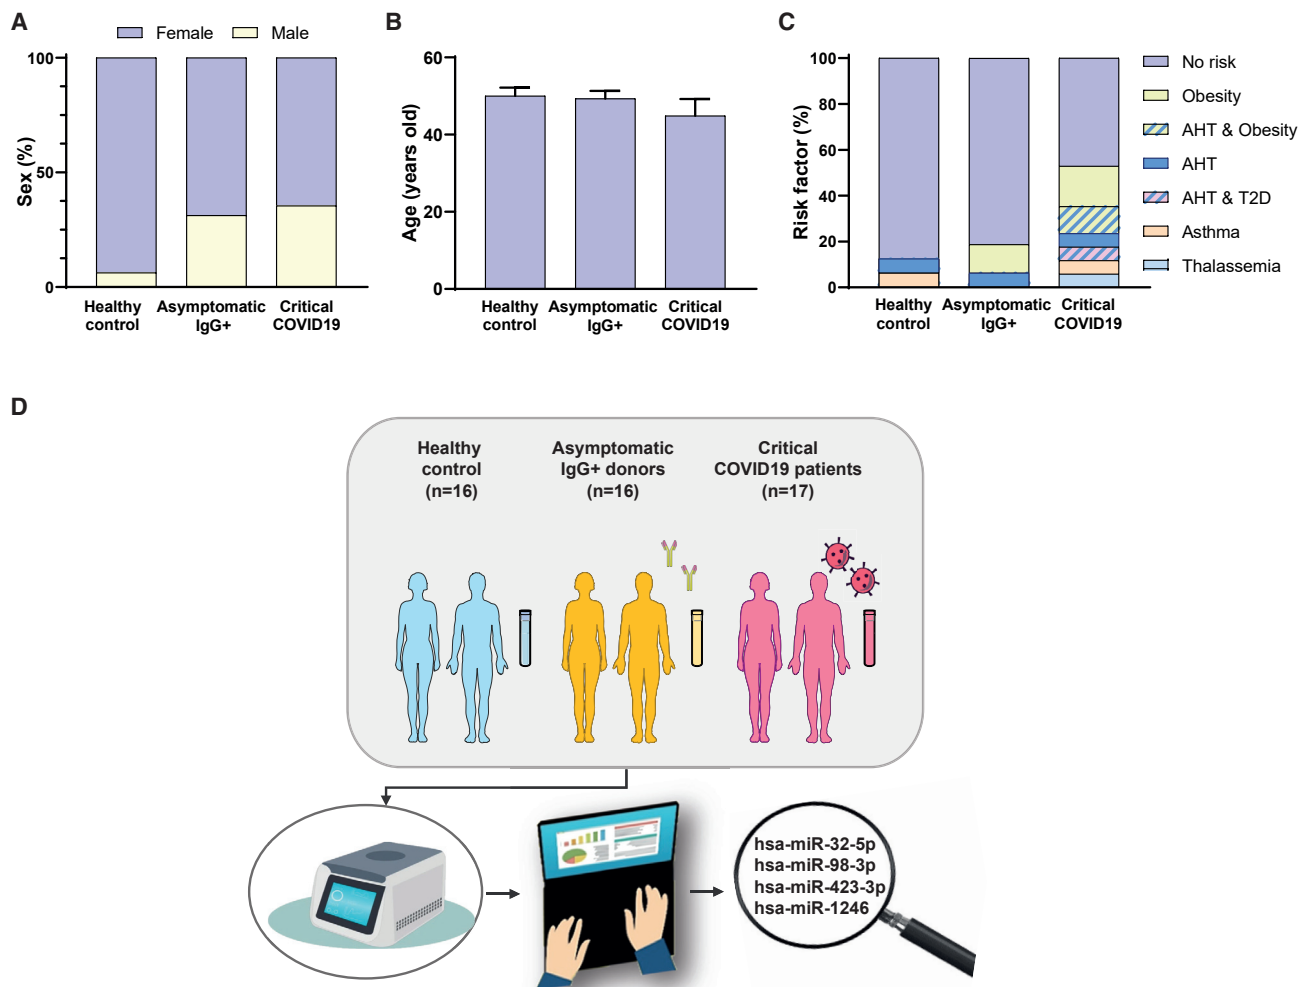 A
Female
Male
Sex (%)
100
50
0
Healthy
control
Asymptomatic
IgG+
Critical
COVID19
B
Age (years old)
60
40
20
0
Healthy
control
Asymptomatic
IgG+
Critical
COVID19
C
Risk factor (%)
100
80
60
40
20
0
Healthy
control
Asymptomatic
IgG+
Critical
COVID19
No risk
Obesity
AHT & Obesity
AHT
AHT & T2D
Asthma
Thalassemia
D
Healthy
control
(n=16)
Asymptomatic
IgG+ donors
(n=16)
Critical
COVID19 patients
(n=17)
hsa-miR-32-5p
hsa-miR-98-3p
hsa-miR-423-3p
hsa-miR-1246